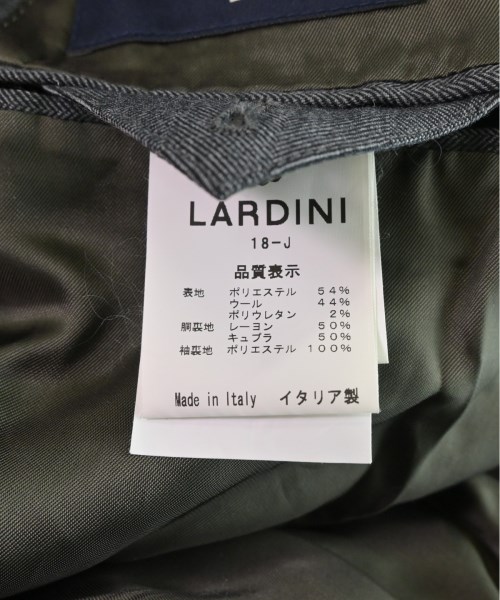 LARDINI
18-J
品質表示
表地 ポリエステル 54%
ウール 44%
ポリウレタン 2%
胴裏地 レーヨン 50%
キュプラ 50%
袖裏地 ポリエステル 100%
Made in Italy イタリア製